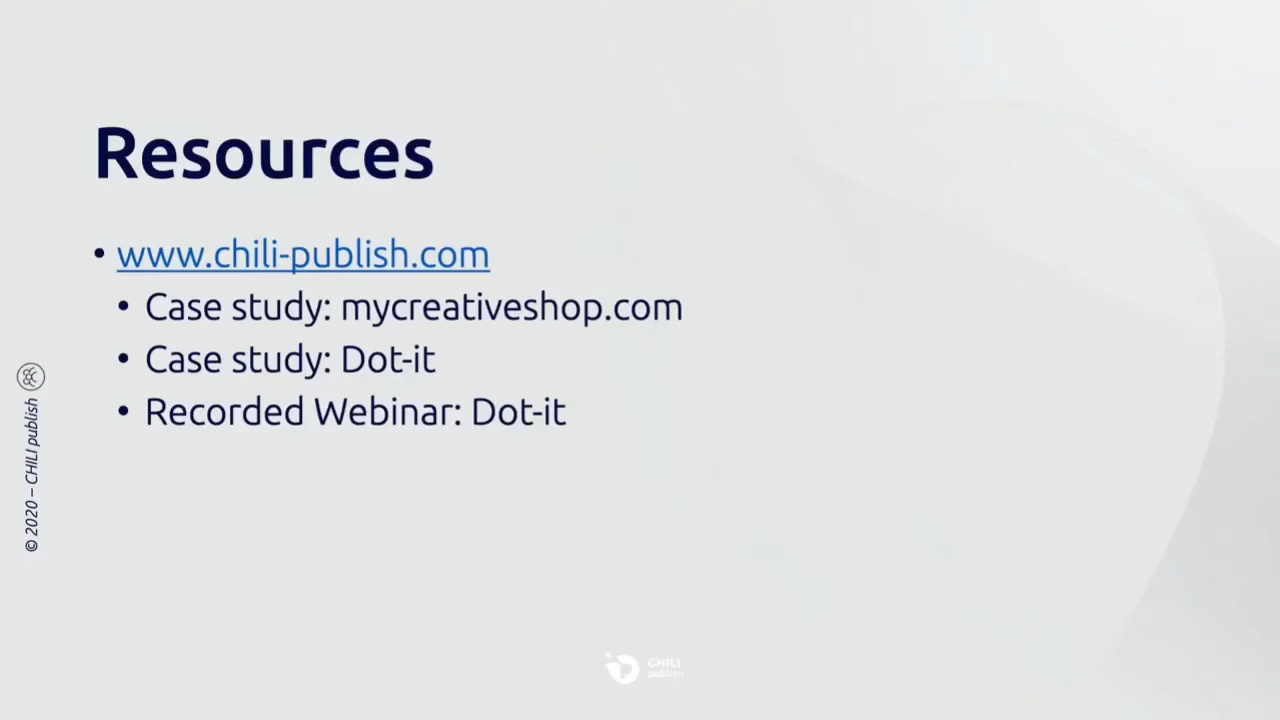 Resources
• www.chili-publish.com
• Case study: mycreativeshop.com
• Case study: Dot-it
• Recorded Webinar: Dot-it
© 2020 – CHILI publish
CHILI
publish